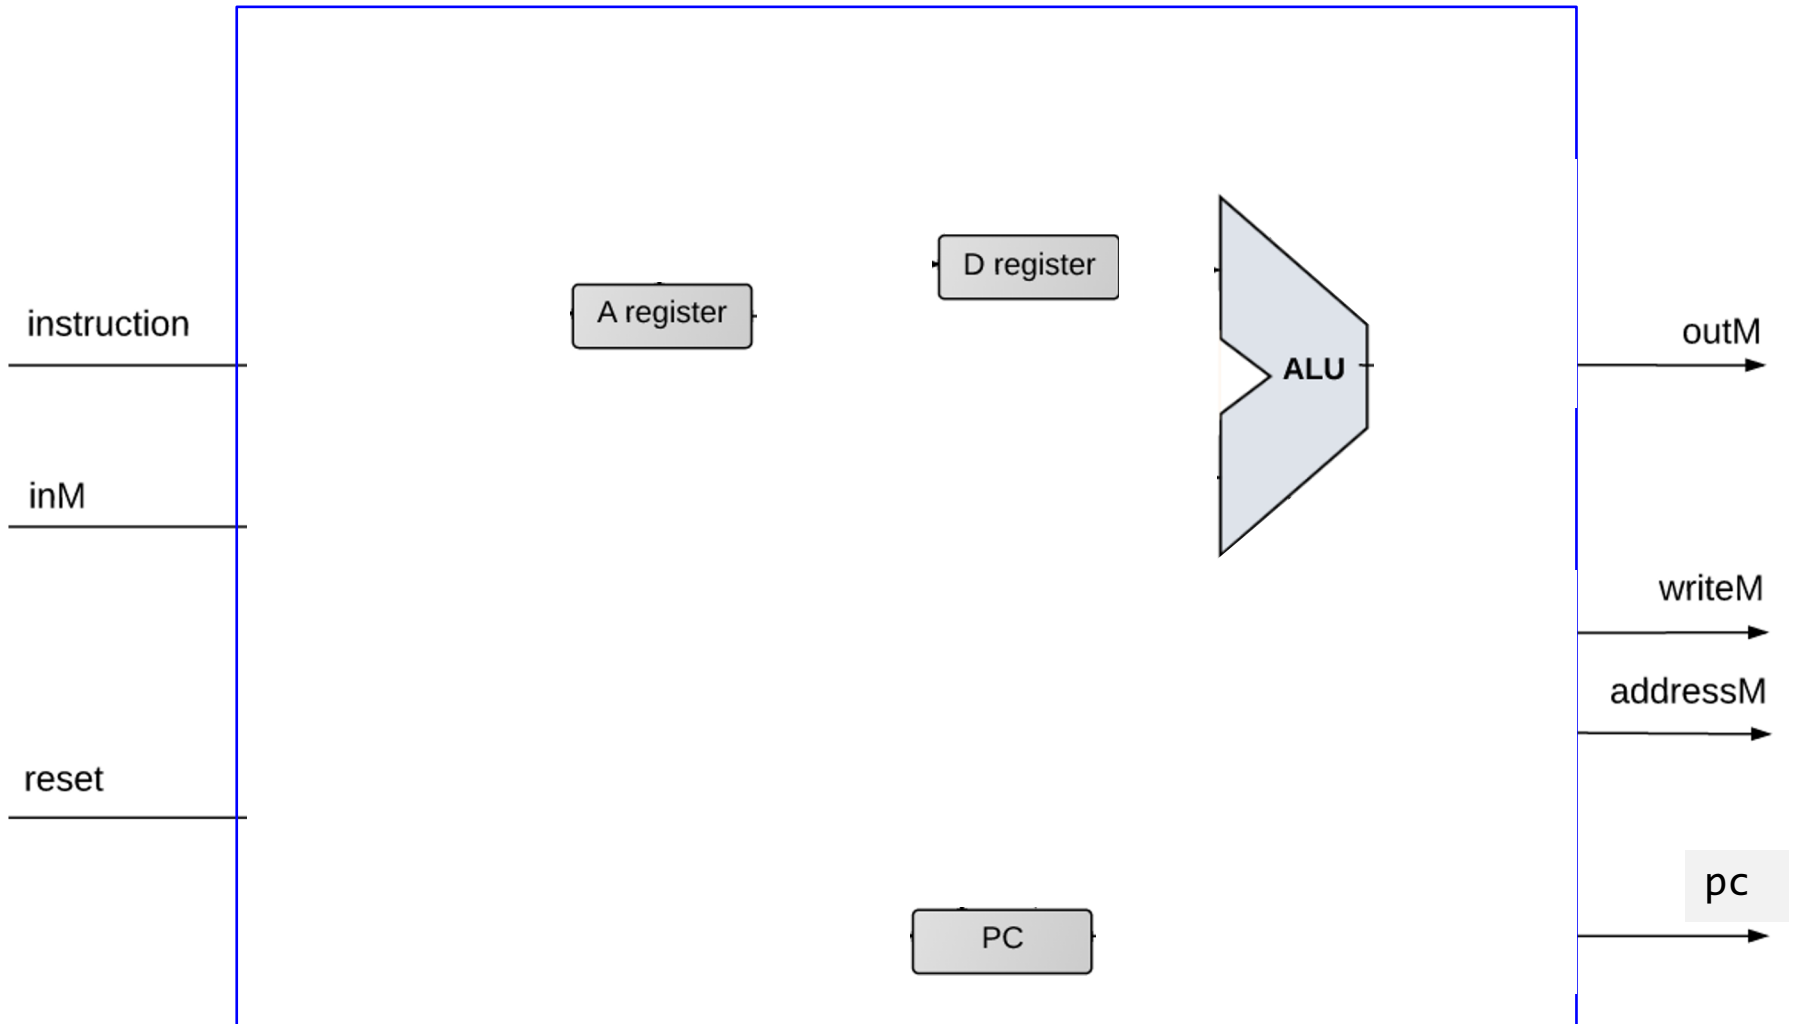 instruction
inM
reset
A register
D register
ALU
PC
outM
writeM
addressM
pc